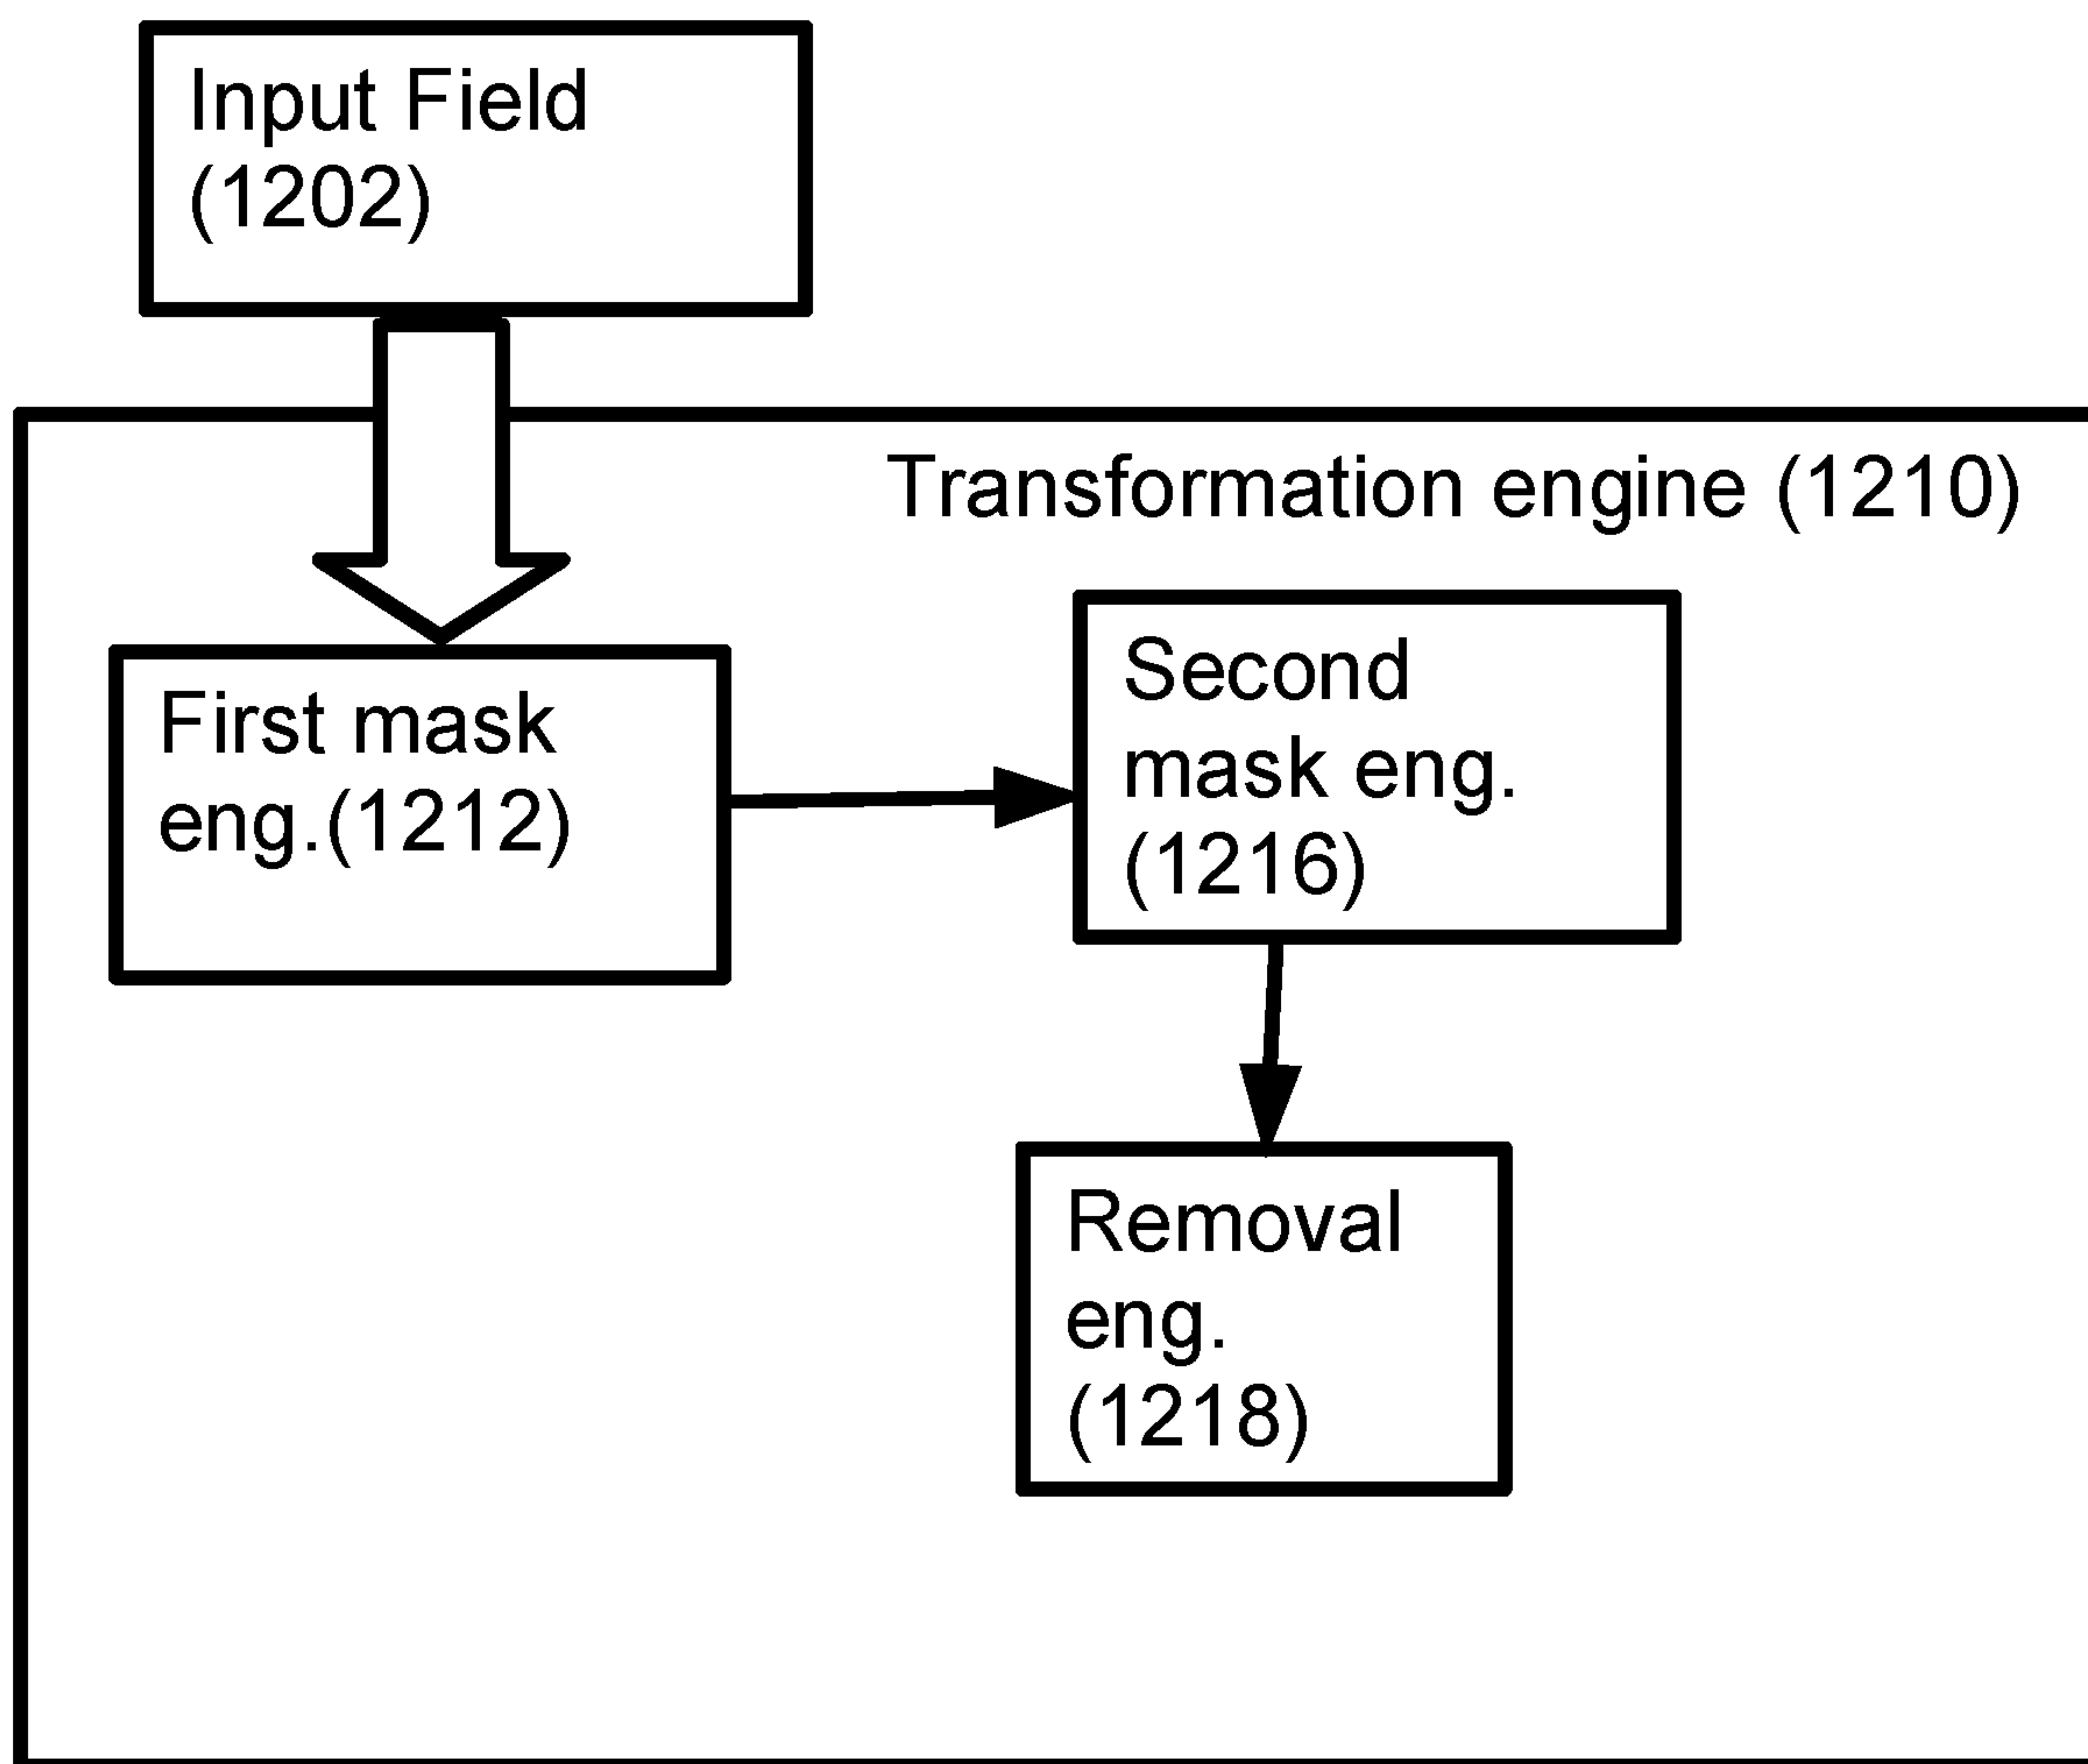 Input Field
(1202)
Transformation engine (1210)
First mask
eng.(1212)
Second
mask eng.
(1216)
Removal
eng.
(1218)